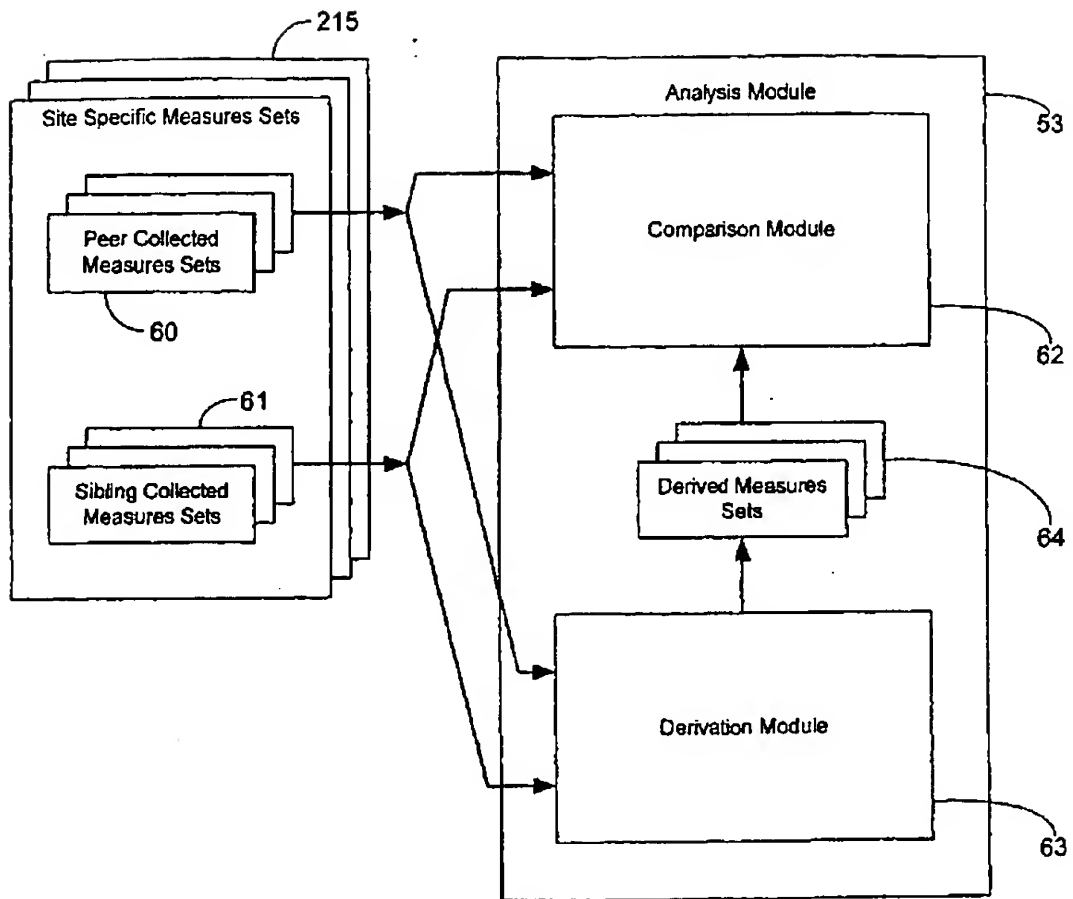 215
Site Specific Measures Sets
Peer Collected
Measures Sets
60
61
Sibling Collected
Measures Sets
Analysis Module
53
Comparison Module
62
Derived Measures
Sets
64
Derivation Module
63